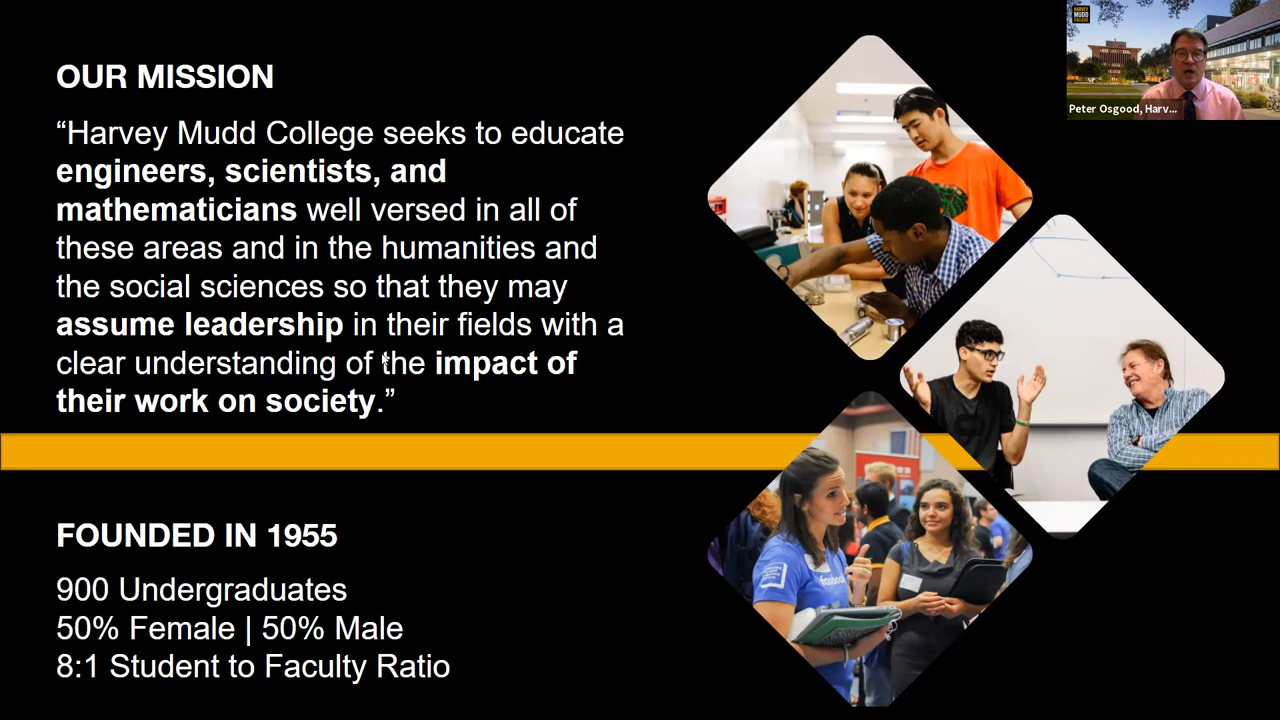 OUR MISSION
“Harvey Mudd College seeks to educate
engineers, scientists, and
mathematicians well versed in all of
these areas and in the humanities and
the social sciences so that they may
assume leadership in their fields with a
clear understanding of the impact of
their work on society.”
FOUNDED IN 1955
900 Undergraduates
50% Female | 50% Male
8:1 Student to Faculty Ratio
HARVEY
MUDD
COLLEGE
Peter Osgood, Harv...